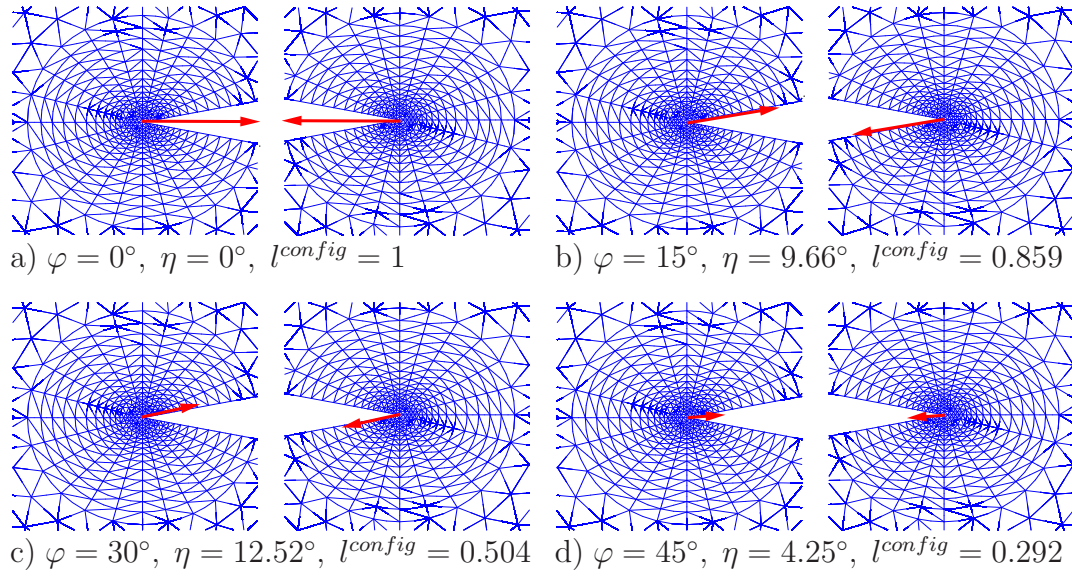 a) φ = 0°, η = 0°, l^config = 1
b) φ = 15°, η = 9.66°, l^config = 0.859
c) φ = 30°, η = 12.52°, l^config = 0.504
d) φ = 45°, η = 4.25°, l^config = 0.292